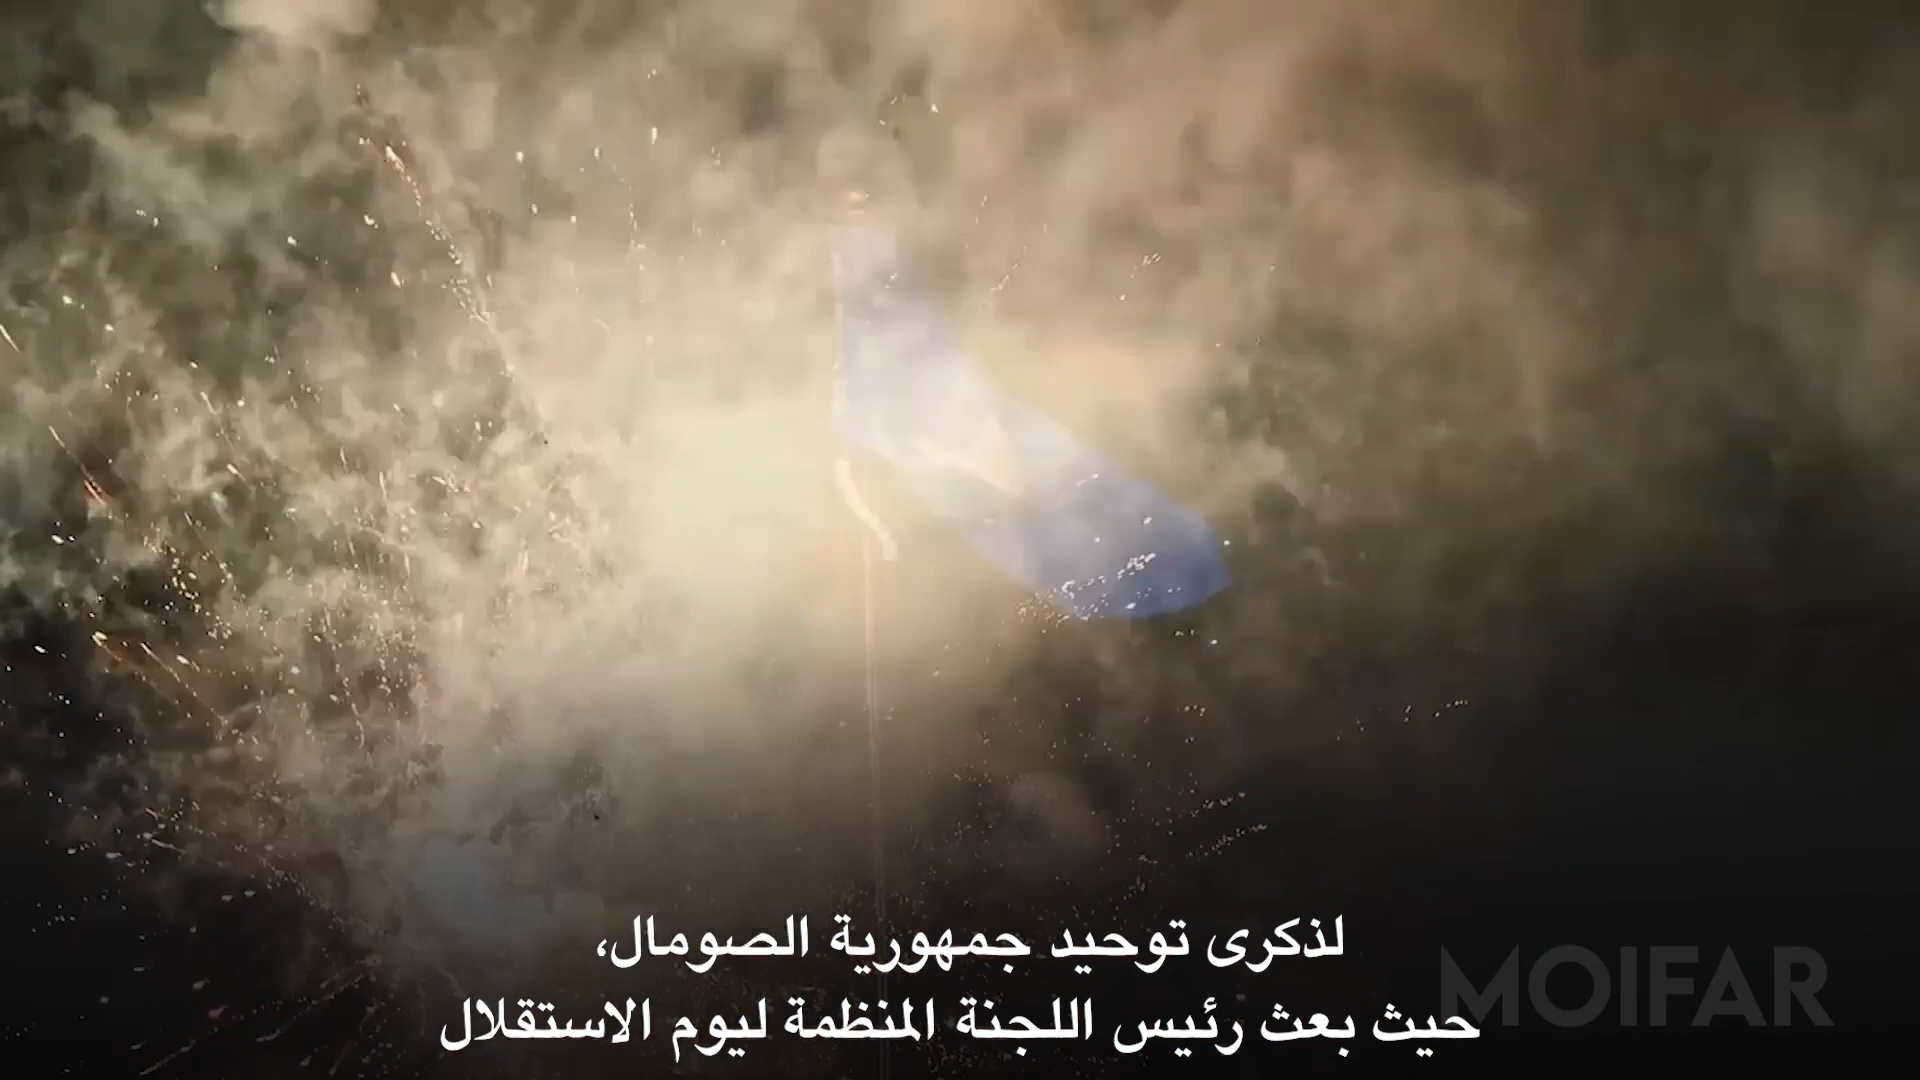 لذكرى توحيد جمهورية الصومال،
حيث بعث رئيس اللجنة المنظمة ليوم الاستقلال
MOIFAR